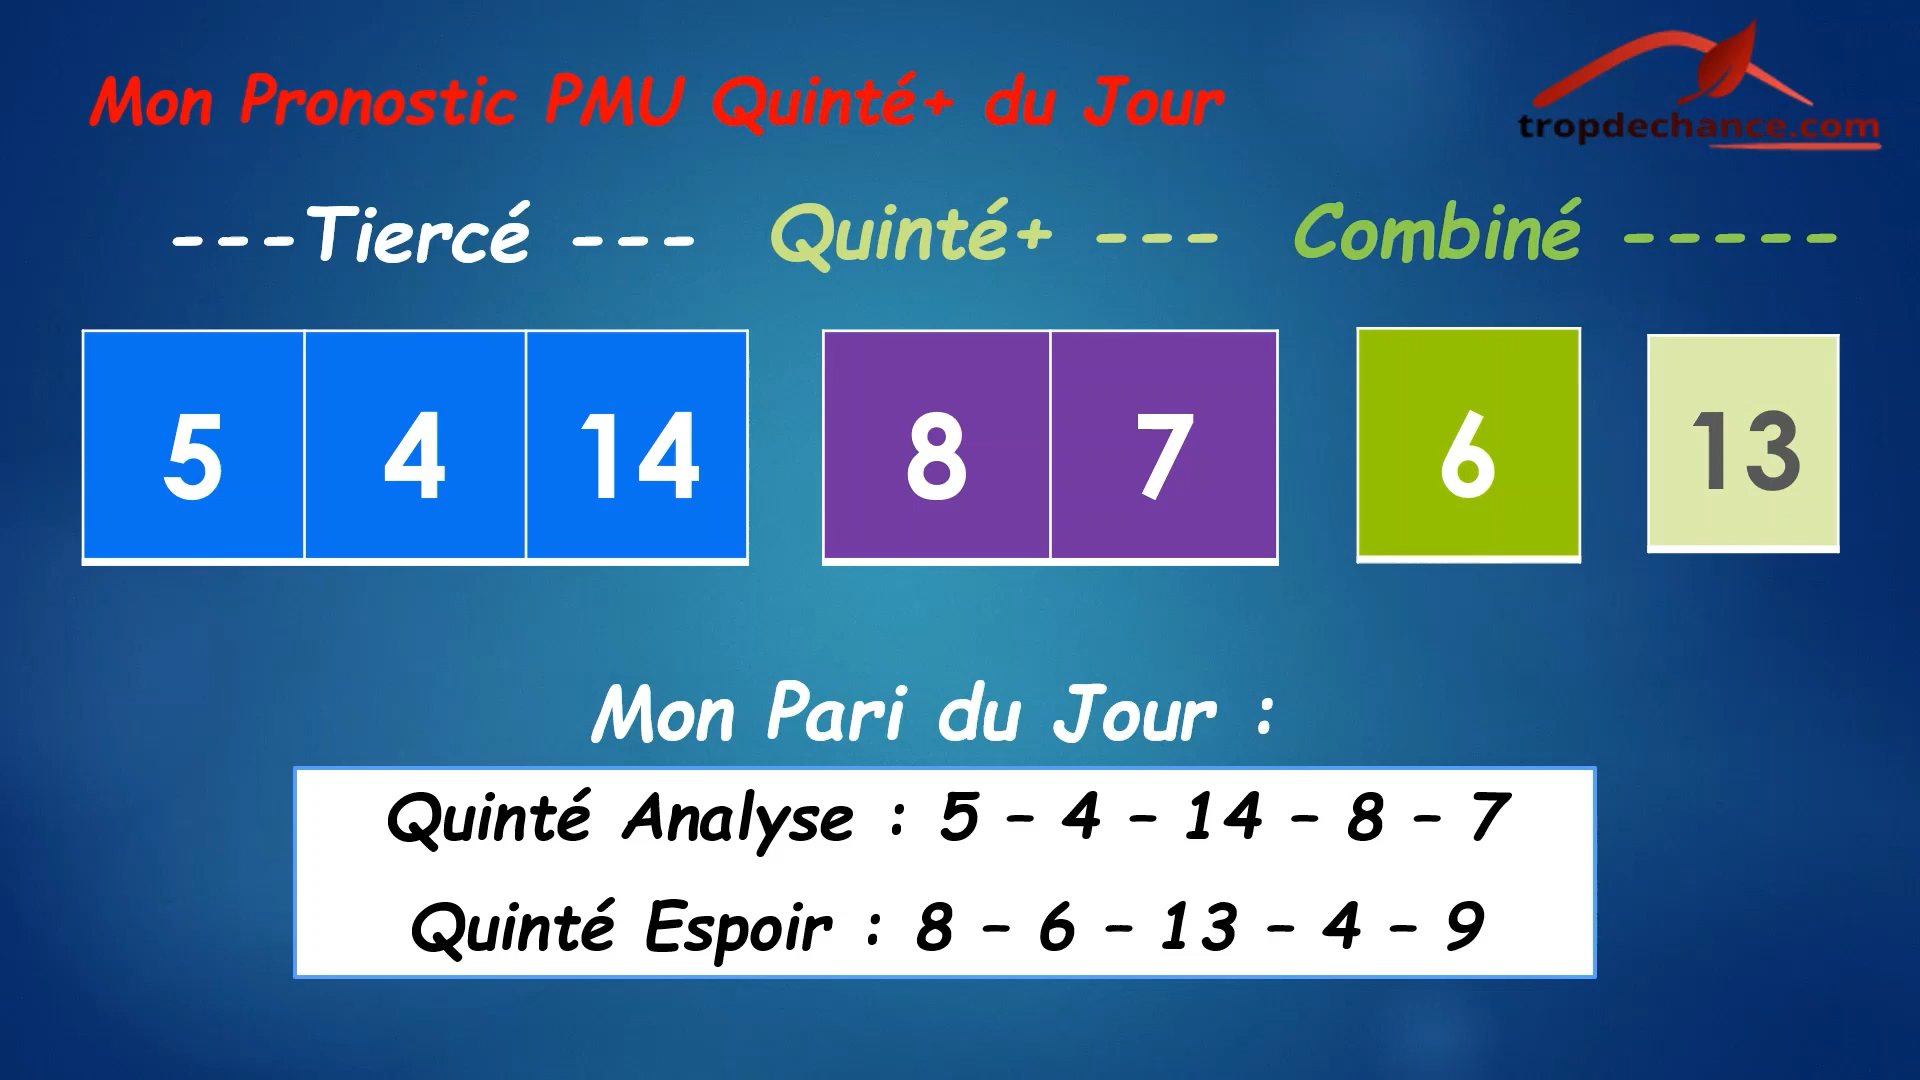 Mon Pronostic PMU Quinté+ du Jour
tropdechance.com
---Tiercé --- Quinté+ --- Combiné -----
5 4 14 8 7 6 13
Mon Pari du Jour :
Quinté Analyse : 5 – 4 – 14 – 8 – 7
Quinté Espoir : 8 – 6 – 13 – 4 – 9